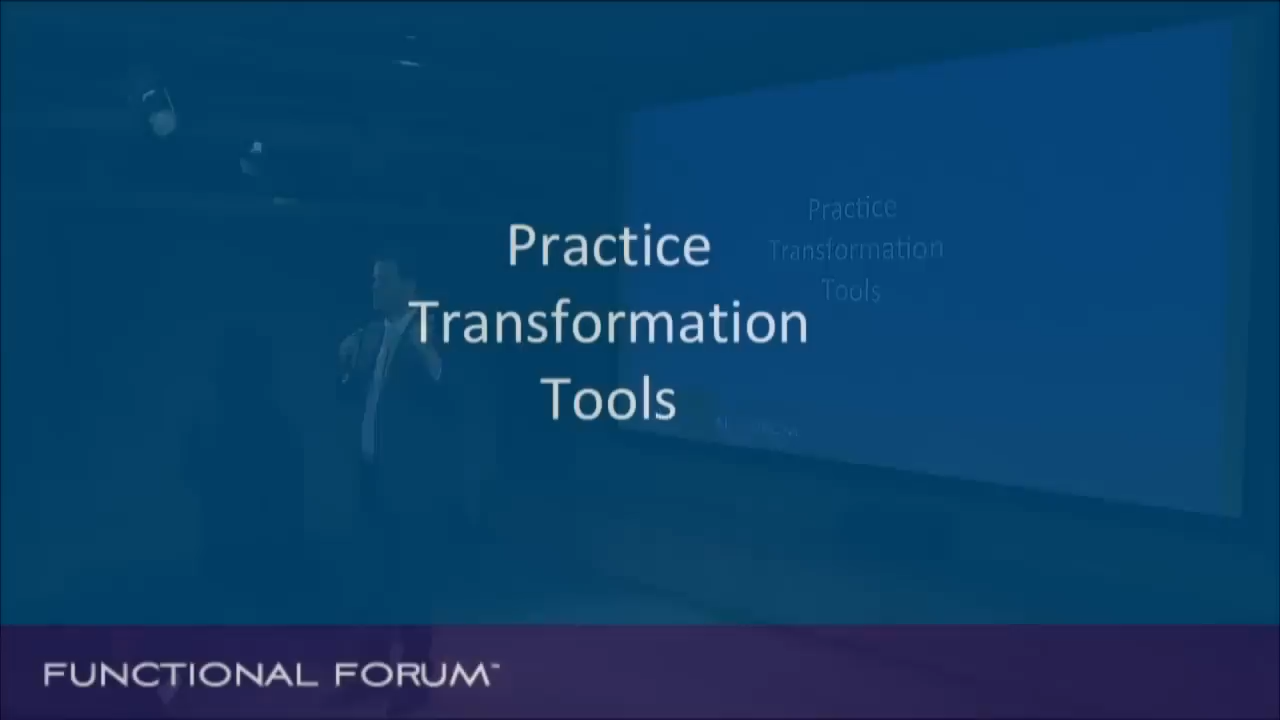 Practice
Transformation
Tools
Practice
Transformation
Tools
FUNCTIONAL FORUM™